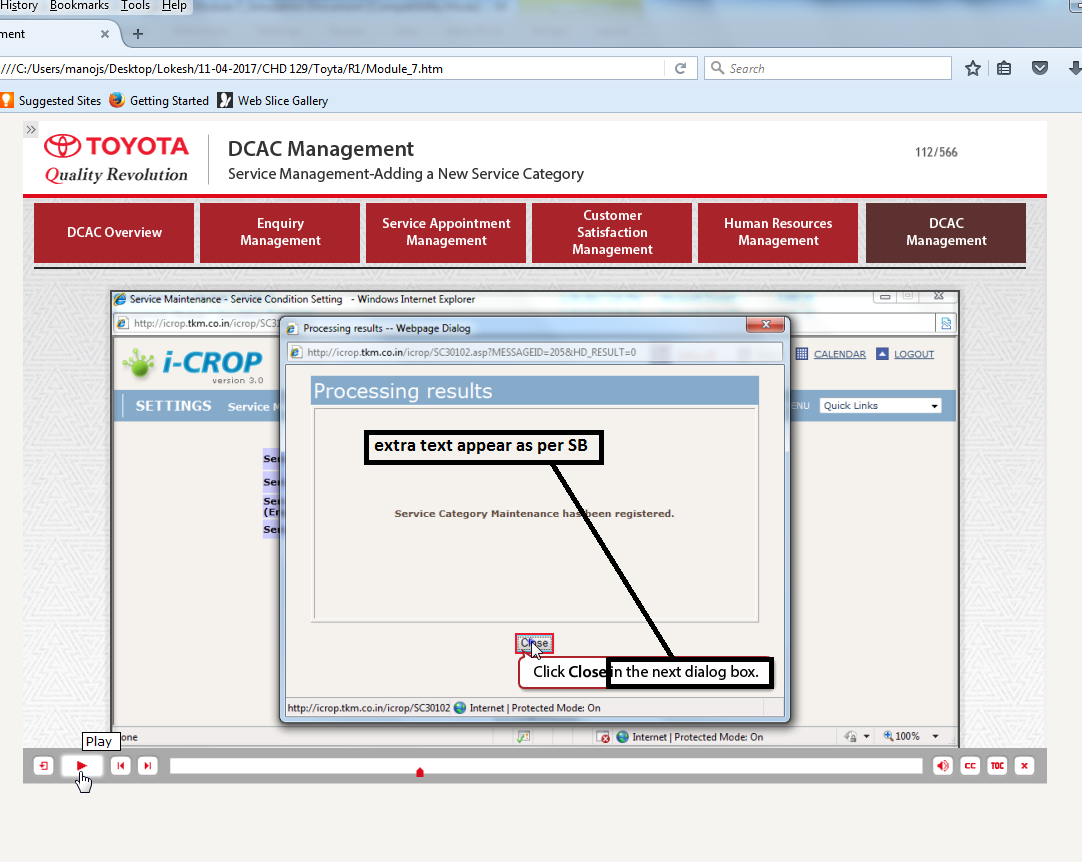 History Bookmarks Tools Help
ment
///C:/Users/manojs/Desktop/Lokesh/11-04-2017/CHD 129/Toyta/R1/Module_7.htm
Search
Suggested Sites Getting Started Web Slice Gallery
TOYOTA
Quality Revolution
DCAC Management
Service Management-Adding a New Service Category
112/566
DCAC Overview
Enquiry
Management
Service Appointment
Management
Customer
Satisfaction
Management
Human Resources
Management
DCAC
Management
Service Maintenance - Service Condition Setting - Windows Internet Explorer
http://icrop.tkm.co.in/icrop/SC3
i-CROP
version 3.0
CALENDAR LOGOUT
SETTINGS Service M
ENU Quick Links
Ser
Ser
Ser
(En
Ser
Processing results -- Webpage Dialog
http://icrop.tkm.co.in/icrop/SC30102.asp?MESSAGEID=205&HD_RESULT=0
Processing results
extra text appear as per SB
Service Category Maintenance has been registered.
Close
Click Close in the next dialog box.
http://icrop.tkm.co.in/icrop/SC30102 Internet | Protected Mode: On
one
Internet | Protected Mode: On
100%
Play
CC
TOC